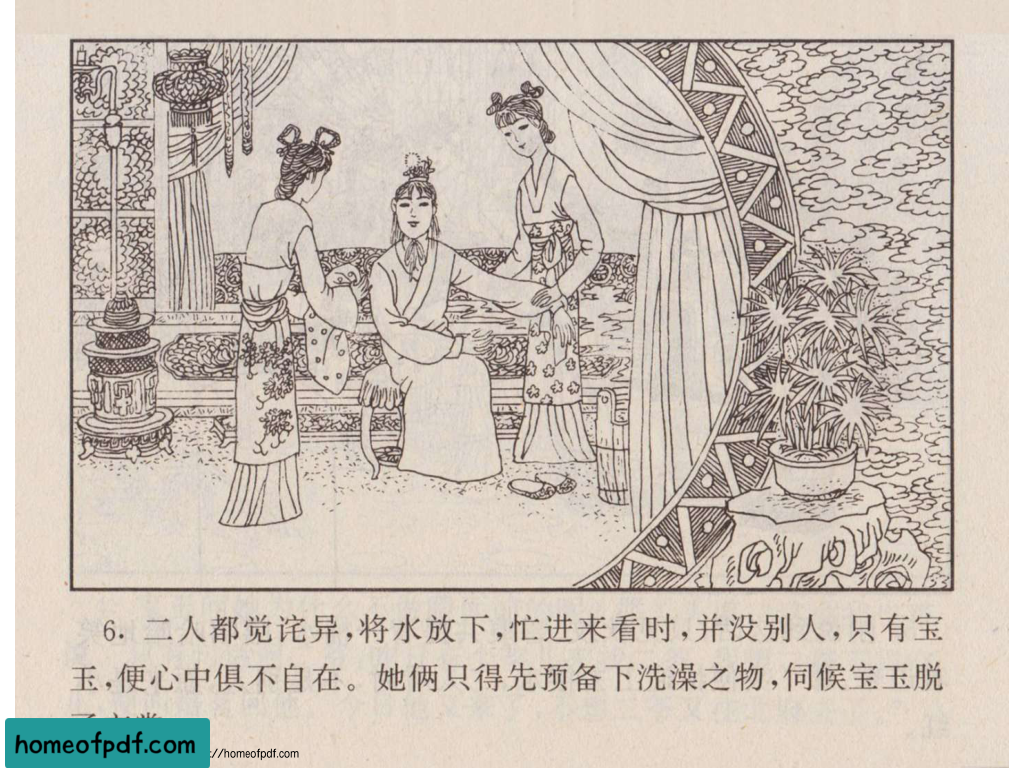 6. 二人都觉诧异,将水放下,忙进来看时,并没别人,只有宝
玉,便心中俱不自在。她俩只得先预备下洗澡之物,伺候宝玉脱
homeofpdf.com
://homeofpdf.com